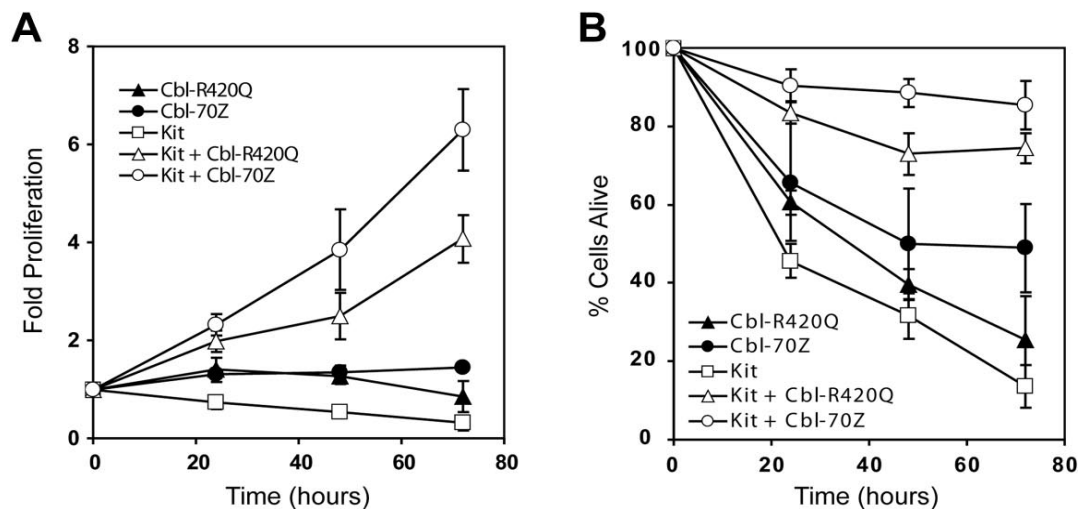 A
8
6
4
2
0
Fold Proliferation
Cbl-R420Q
Cbl-70Z
Kit
Kit + Cbl-R420Q
Kit + Cbl-70Z
0 20 40 60 80
Time (hours)
B
100
80
60
40
20
0
% Cells Alive
Cbl-R420Q
Cbl-70Z
Kit
Kit + Cbl-R420Q
Kit + Cbl-70Z
0 20 40 60 80
Time (hours)